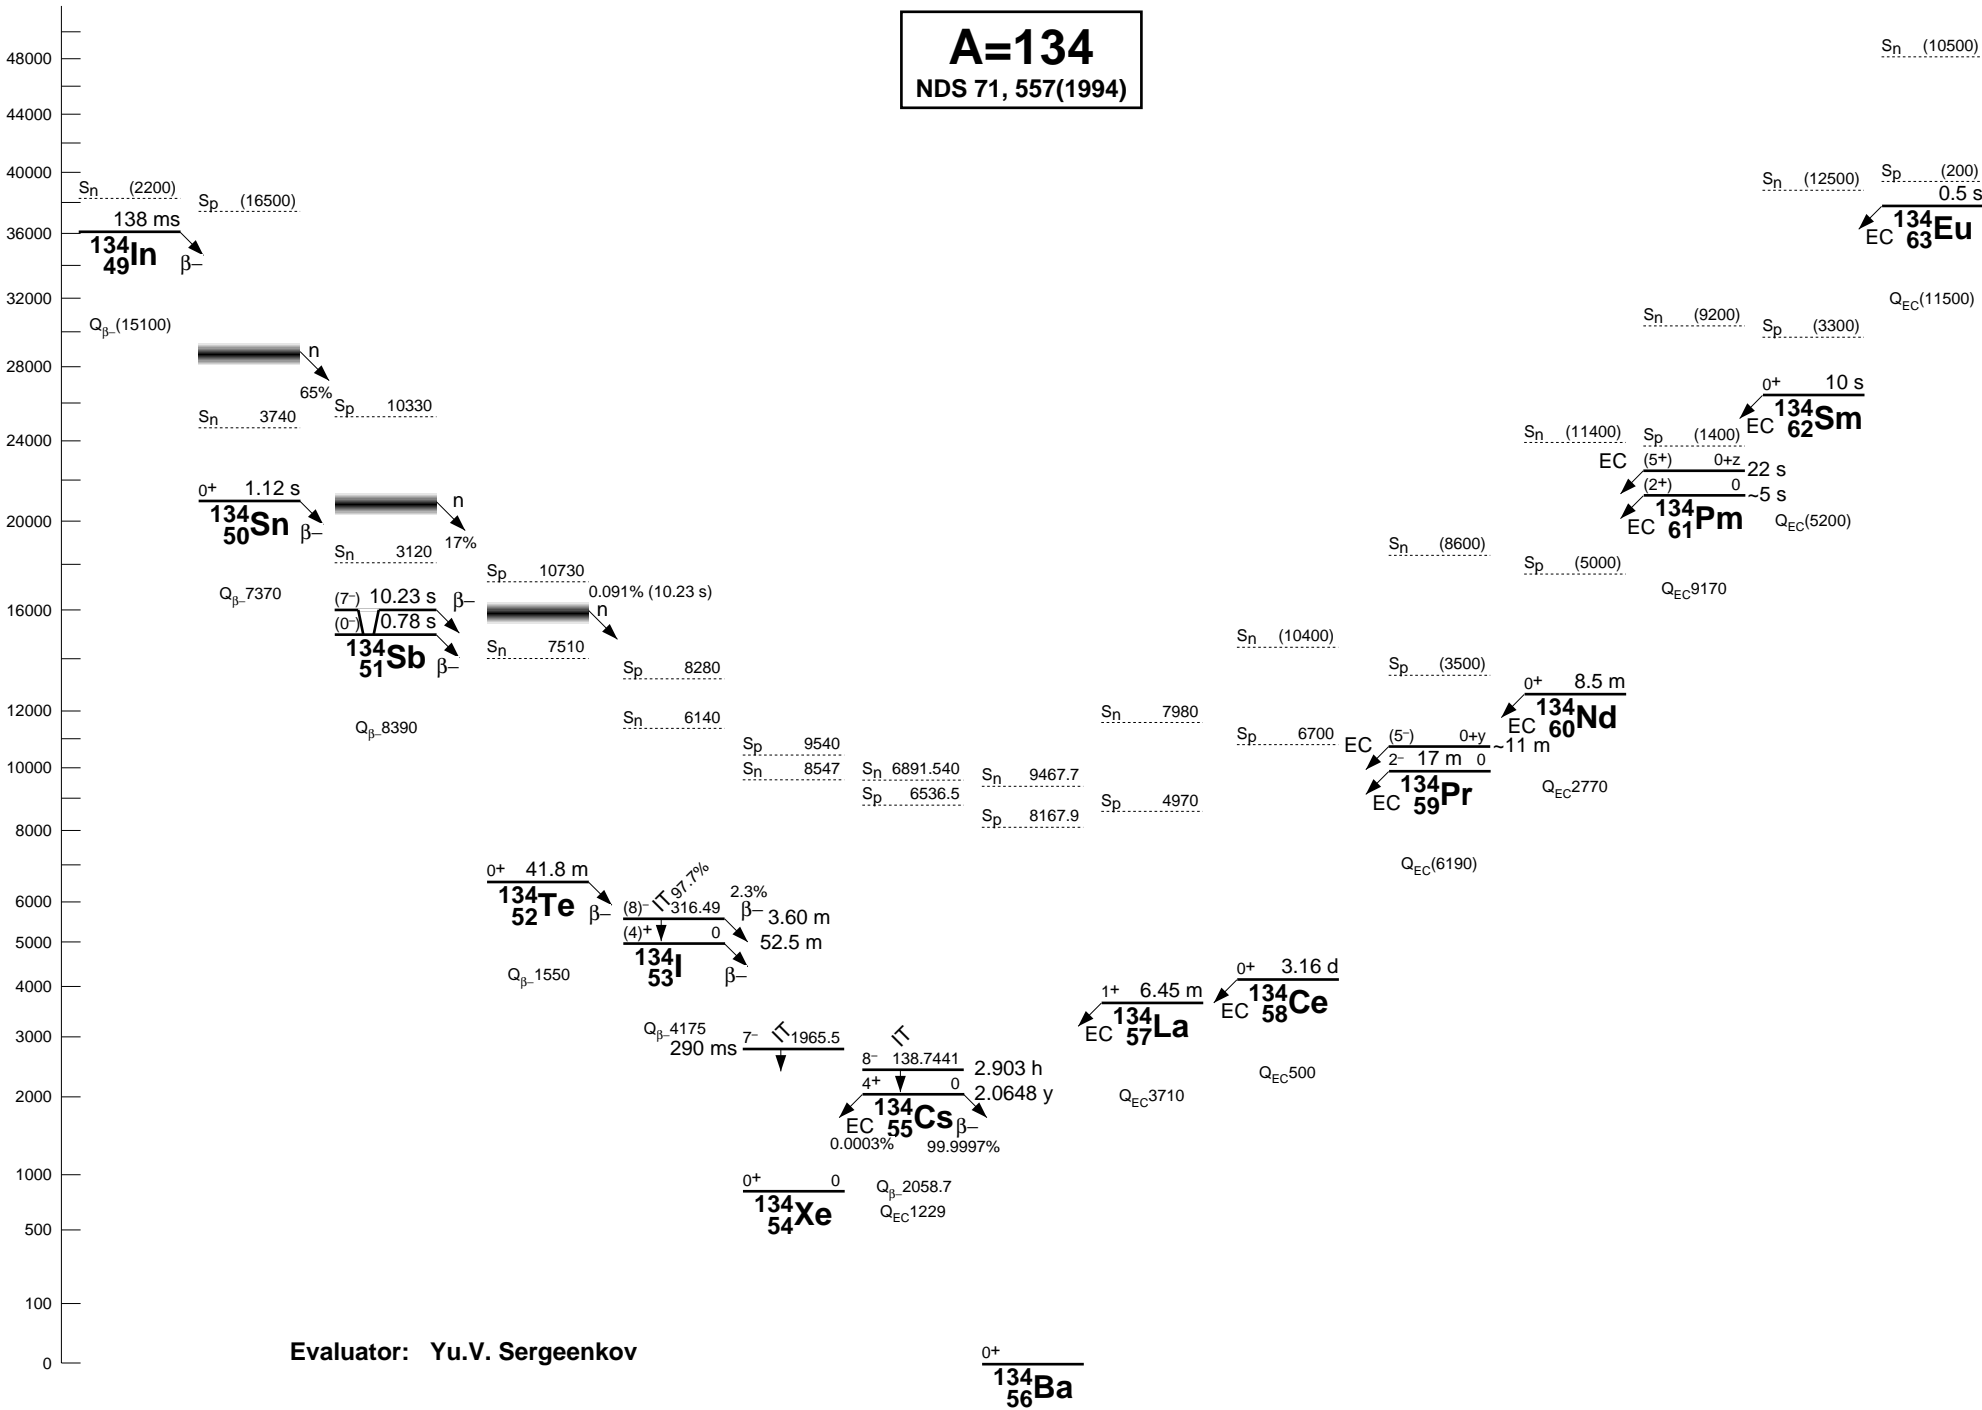 A=134
NDS 71, 557(1994)
48000
44000
40000
36000
32000
28000
24000
20000
16000
12000
10000
8000
6000
5000
4000
3000
2000
1000
500
100
0
Sn (2200)
138 ms
134
49In
β–
Qβ–(15100)
Sp (16500)
n
65%
Sn 3740
0+ 1.12 s
134
50Sn
β–
Qβ–7370
Sp 10330
n
17%
Sn 3120
(7–) 10.23 s β–
(0–) 0.78 s
134
51Sb
β–
Qβ–8390
Sp 10730
0.091% (10.23 s)
n
Sn 7510
0+ 41.8 m
134
52Te
β–
Qβ–1550
Sp 8280
Sn 6140
IT 97.7%
2.3%
(8)– 316.49 β– 3.60 m
(4)+ 0 52.5 m
134
53I
β–
Qβ–4175
Sp 9540
Sn 8547
290 ms 7– IT 1965.5
0+ 0
134
54Xe
Sn 6891.540
Sp 6536.5
IT
8– 138.7441 2.903 h
4+ 0 2.0648 y
134
55Cs
EC β–
0.0003% 99.9997%
Qβ–2058.7
QEC1229
Sn 9467.7
Sp 8167.9
0+
134
56Ba
Sn 7980
Sp 4970
1+ 6.45 m
134
57La
EC
QEC3710
Sn (10400)
Sp 6700
0+ 3.16 d
134
58Ce
EC
QEC500
Sn (8600)
Sp (3500)
EC (5–) 0+y ~11 m
2– 17 m 0
134
59Pr
EC
QEC(6190)
Sn (11400)
Sp (5000)
0+ 8.5 m
134
60Nd
EC
QEC2770
Sn (9200)
Sp (1400)
EC (5+) 0+z 22 s
(2+) 0 ~5 s
134
61Pm
EC
QEC9170
Sn (12500)
Sp (3300)
0+ 10 s
134
62Sm
EC
QEC(5200)
Sn (10500)
Sp (200)
0.5 s
134
63Eu
EC
QEC(11500)
Evaluator: Yu.V. Sergeenkov